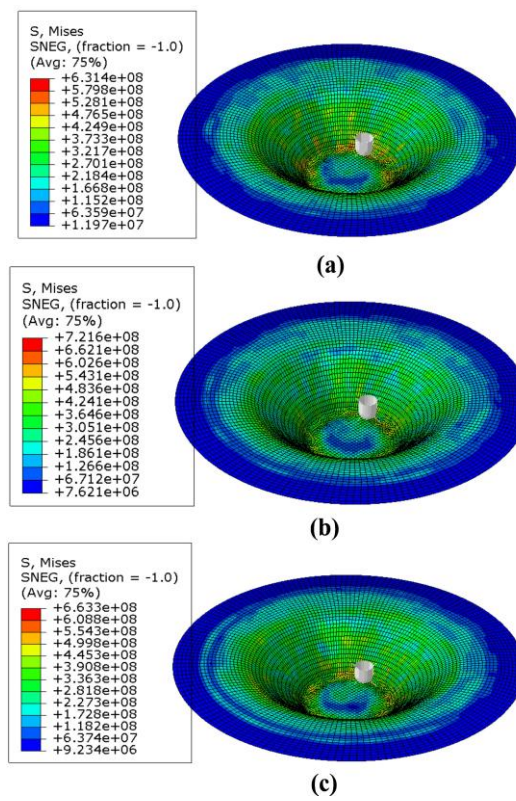 S, Mises
SNEG, (fraction = -1.0)
(Avg: 75%)
+6.314e+08
+5.798e+08
+5.281e+08
+4.765e+08
+4.249e+08
+3.733e+08
+3.217e+08
+2.701e+08
+2.184e+08
+1.668e+08
+1.152e+08
+6.359e+07
+1.197e+07
(a)
S, Mises
SNEG, (fraction = -1.0)
(Avg: 75%)
+7.216e+08
+6.621e+08
+6.026e+08
+5.431e+08
+4.836e+08
+4.241e+08
+3.646e+08
+3.051e+08
+2.456e+08
+1.861e+08
+1.266e+08
+6.712e+07
+7.621e+06
(b)
S, Mises
SNEG, (fraction = -1.0)
(Avg: 75%)
+6.633e+08
+6.088e+08
+5.543e+08
+4.998e+08
+4.453e+08
+3.908e+08
+3.363e+08
+2.818e+08
+2.273e+08
+1.728e+08
+1.182e+08
+6.374e+07
+9.234e+06
(c)